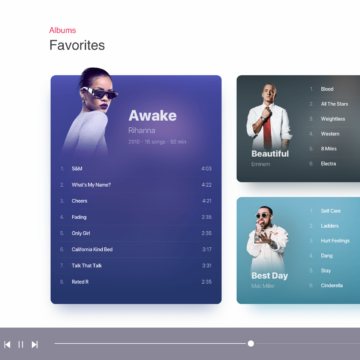 Albums
Favorites
Awake
Rihanna
2019 - 16 songs - 92 min
1. S&M 4:03
2. What's My Name? 4:22
3. Cheers 4:21
4. Fading 2:35
5. Only Girl 2:35
6. California Kind Bed 3:17
7. Talk That Talk 3:31
8. Rated R 2:35
Beautiful
Eminem
1. Blood
2. All The Stars
3. Weightless
4. Western
5. 8 Miles
6. Electra
Best Day
Mac Miller
1. Self Care
2. Ladders
3. Hurt Feelings
4. Dang
5. Stay
6. Cinderella